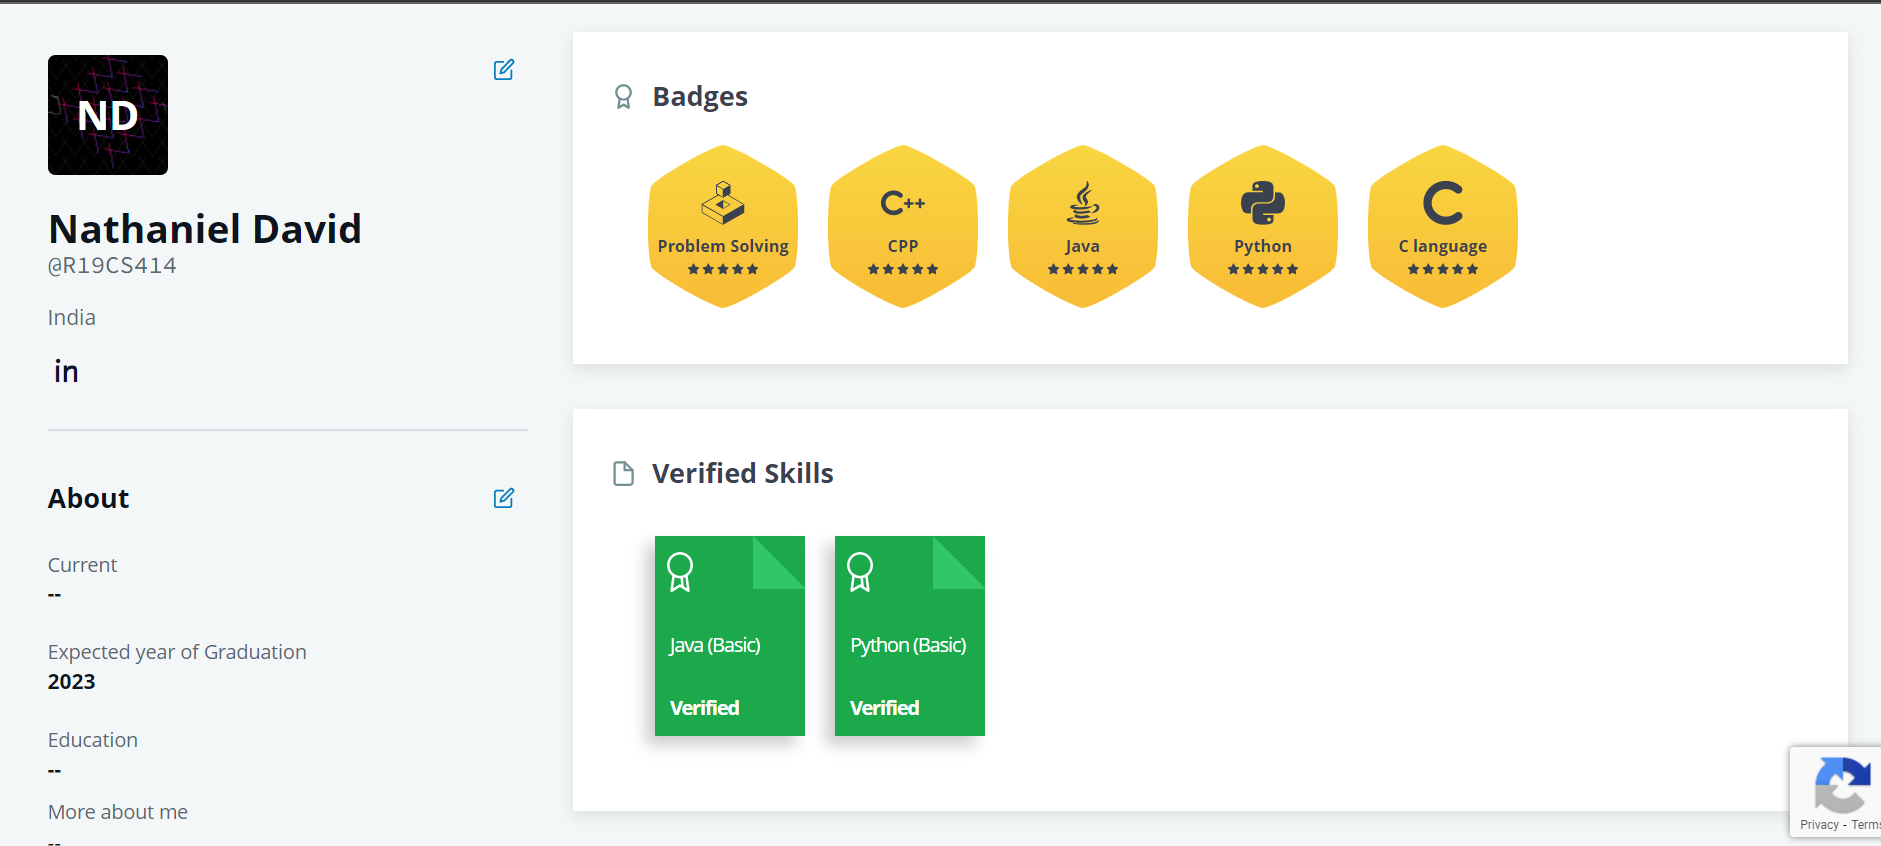 ND
Nathaniel David
@R19CS414
India
in
About
Current
--
Expected year of Graduation
2023
Education
--
More about me
--
Badges
Problem Solving
C++
CPP
Java
Python
C
C language
Verified Skills
Java (Basic)
Verified
Python (Basic)
Verified
Privacy - Terms